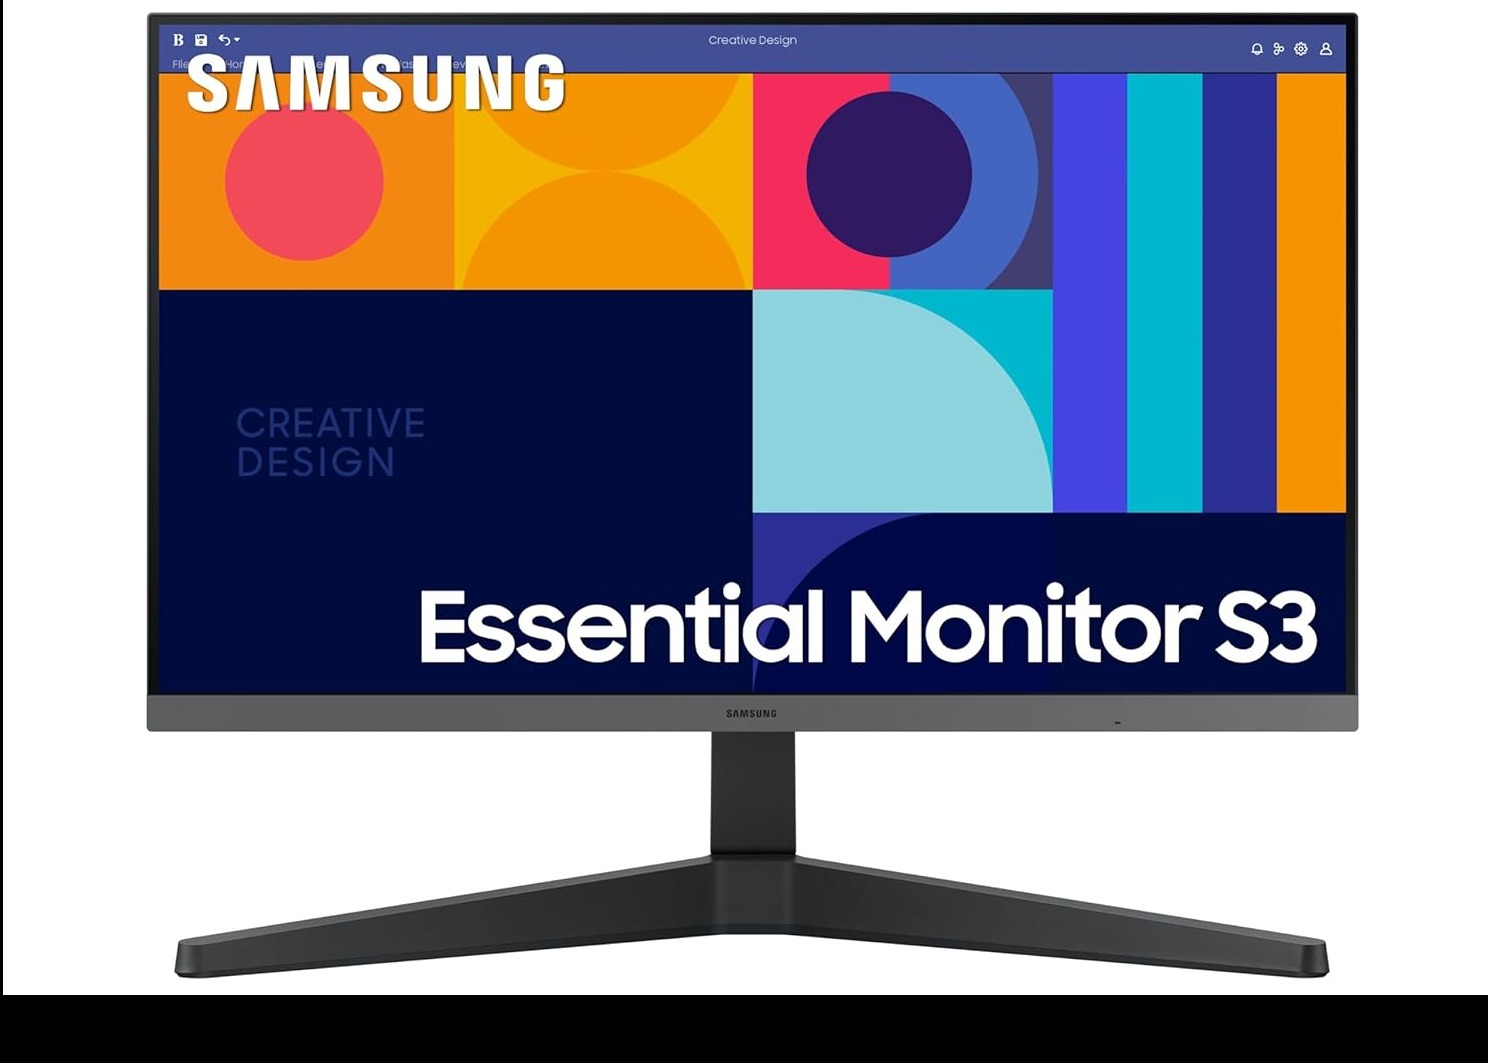 B
Creative Design
File
SAMSUNG
CREATIVE
DESIGN
Essential Monitor S3
SAMSUNG